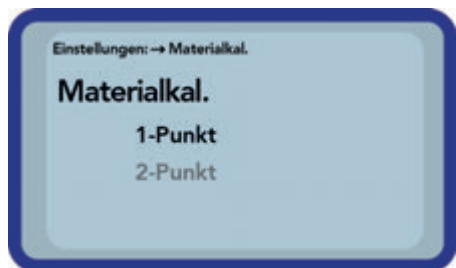 Einstellungen: → Materialkal.
Materialkal.
1-Punkt
2-Punkt